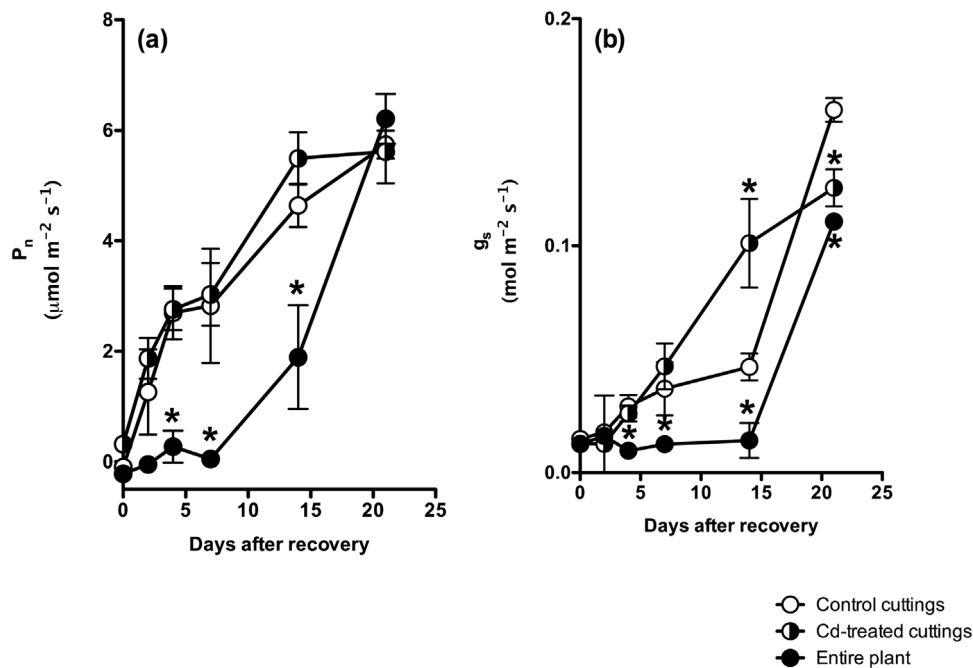 (a)
8
6
4
2
0
Pn
(μmol m−2 s−1)
*
*
*
0 5 10 15 20 25
Days after recovery
(b)
0.2
0.1
0.0
gs
(mol m−2 s−1)
*
*
*
*
*
*
0 5 10 15 20 25
Days after recovery
Control cuttings
Cd-treated cuttings
Entire plant